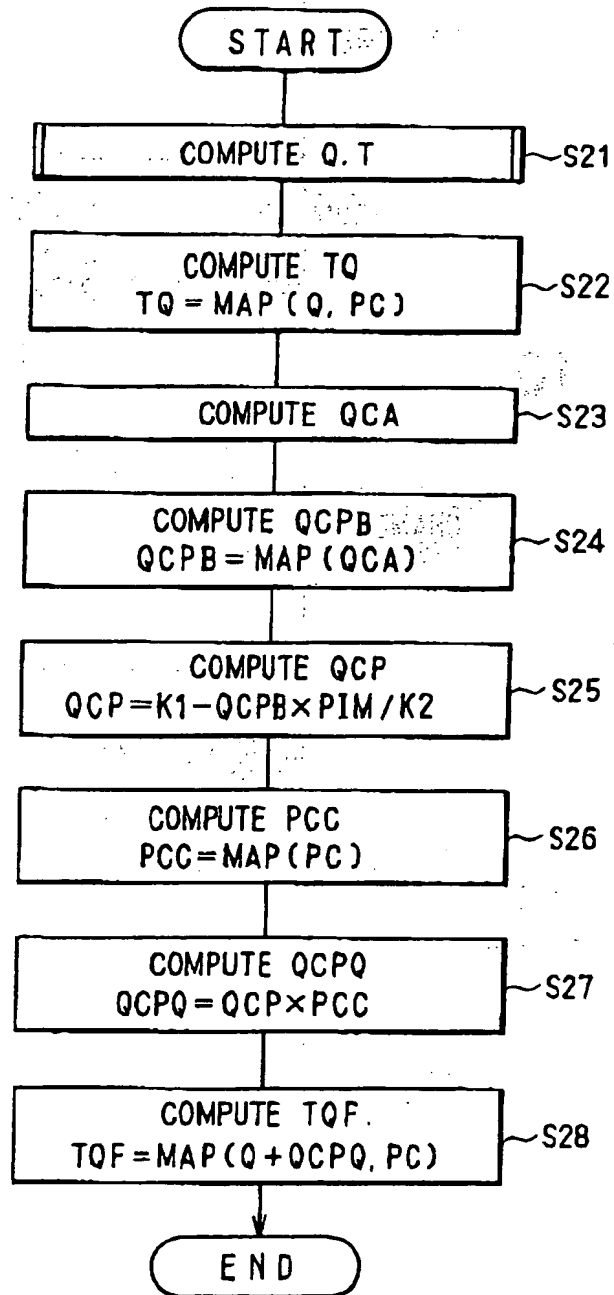 START
COMPUTE Q.T
S21
COMPUTE TQ
TQ=MAP(Q, PC)
S22
COMPUTE QCA
S23
COMPUTE QCPB
QCPB=MAP(QCA)
S24
COMPUTE QCP
QCP=K1-QCPB×PIM/K2
S25
COMPUTE PCC
PCC=MAP(PC)
S26
COMPUTE QCPQ
QCPQ=QCP×PCC
S27
COMPUTE TQF.
TQF=MAP(Q+QCPQ, PC)
S28
END